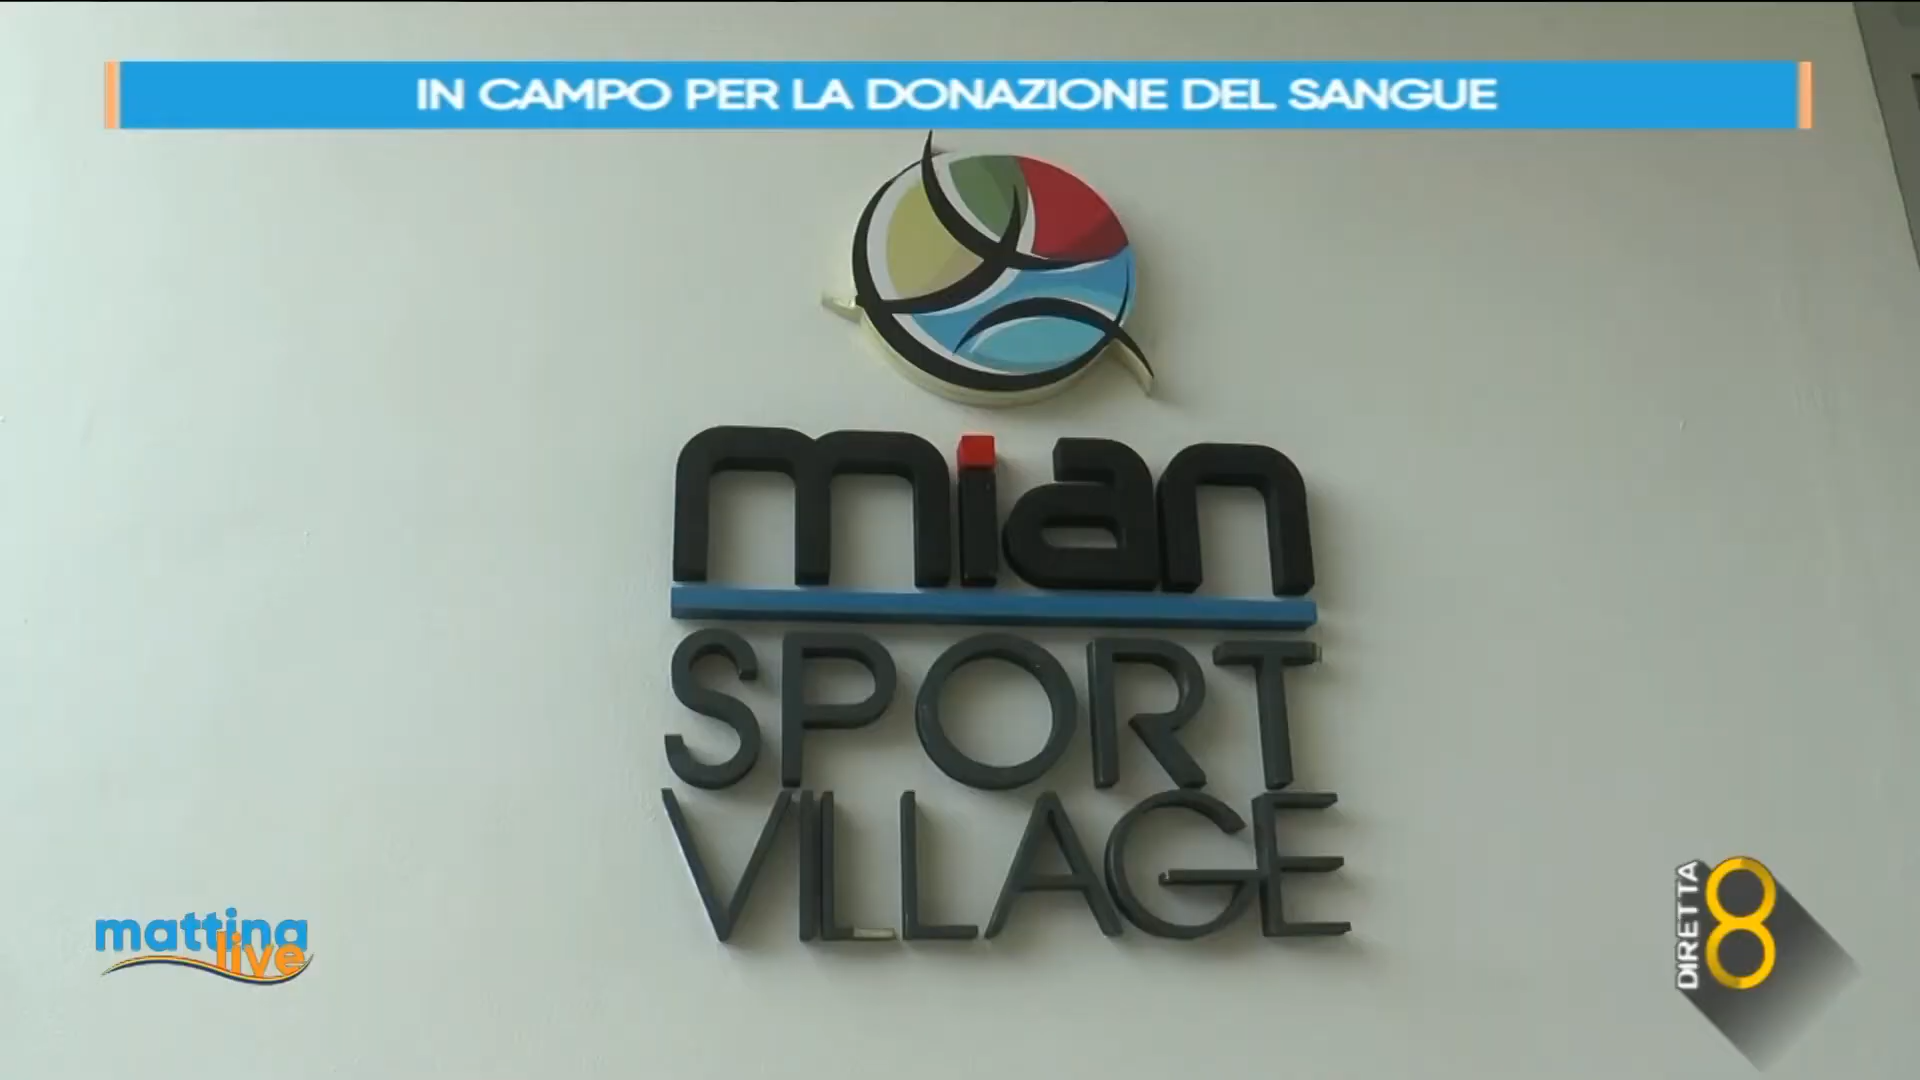 IN CAMPO PER LA DONAZIONE DEL SANGUE
mian
SPORT
VILLAGE
mattina
live
DIRETTA
8